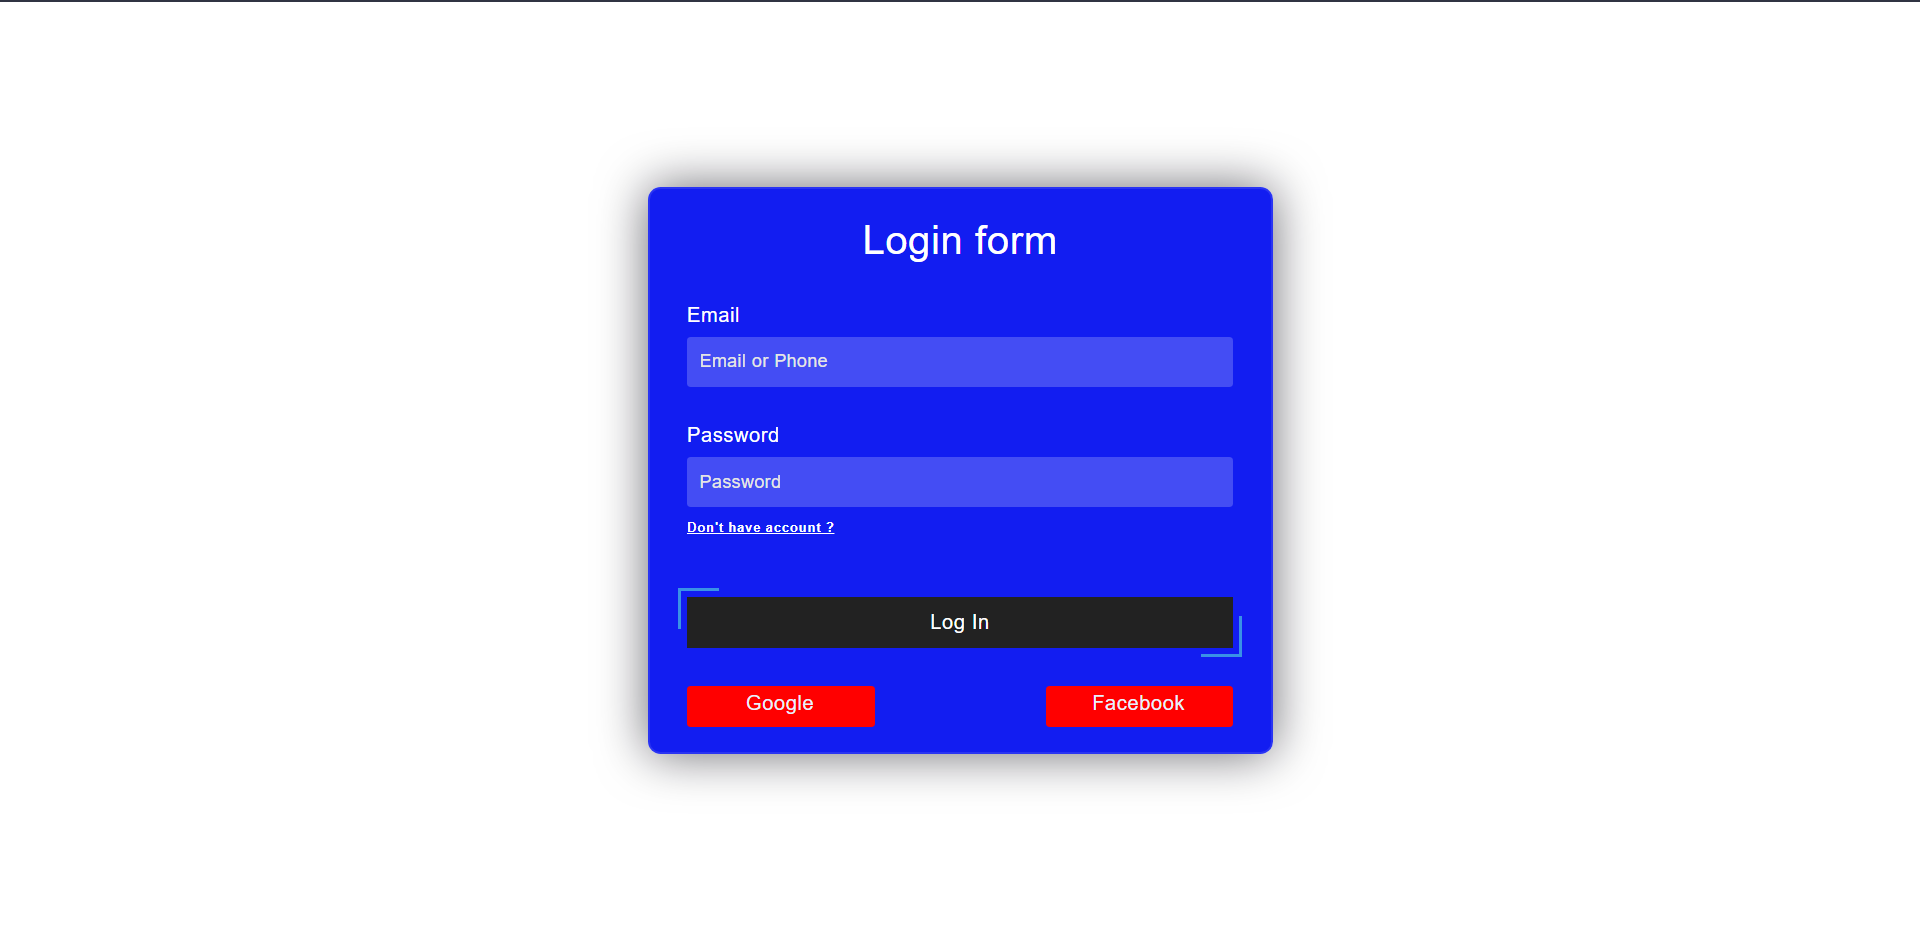 Login form
Email
Email or Phone
Password
Password
Don't have account ?
Log In
Google
Facebook